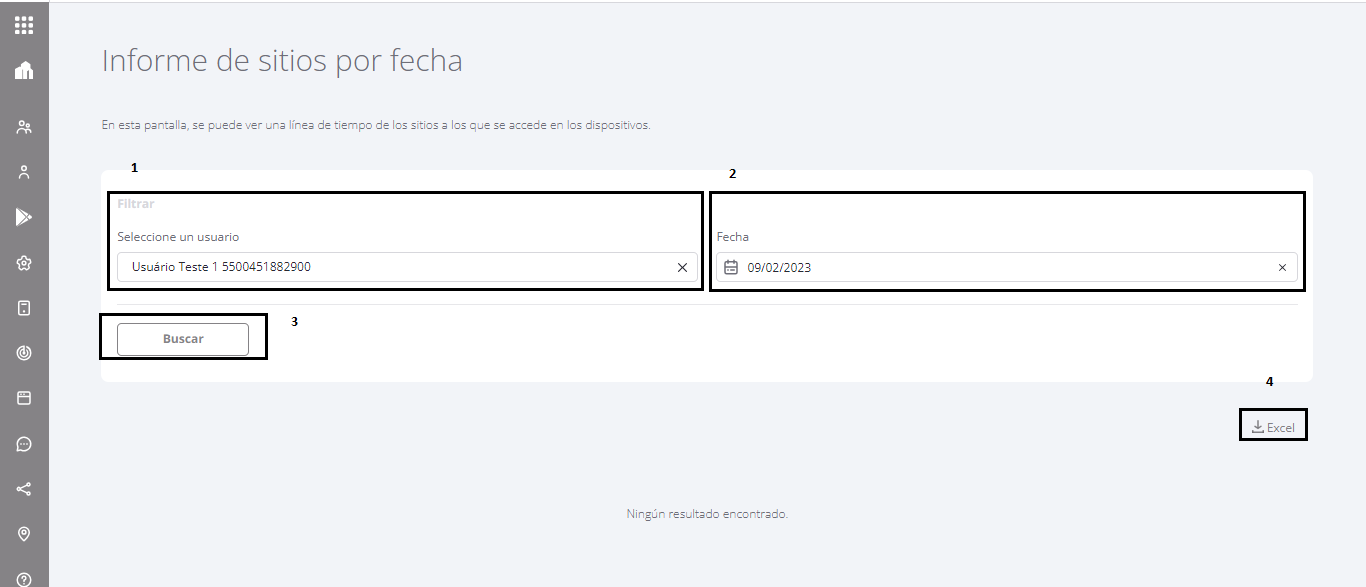 Informe de sitios por fecha
En esta pantalla, se puede ver una línea de tiempo de los sitios a los que se accede en los dispositivos.
1
2
Filtrar
Seleccione un usuario
Fecha
Usuário Teste 1 5500451882900
09/02/2023
3
Buscar
4
Excel
Ningún resultado encontrado.